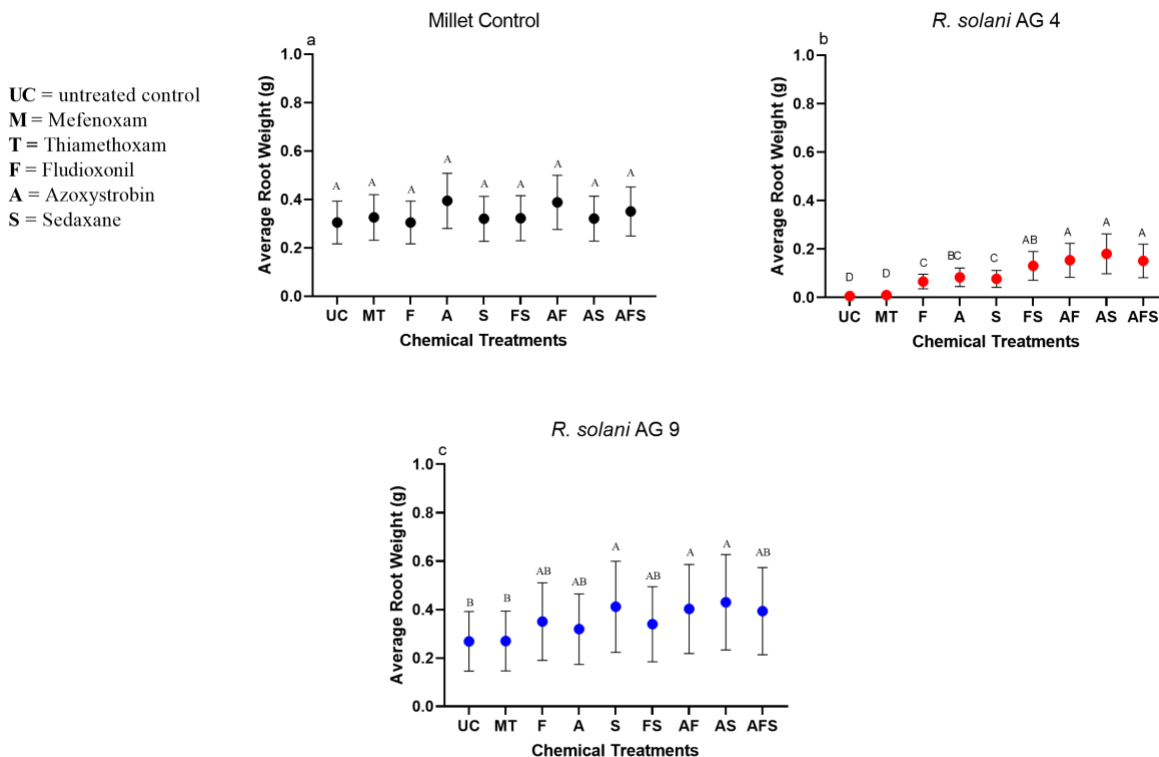 Millet Control
R. solani AG 4
a
b
UC = untreated control
M = Mefenoxam
T = Thiamethoxam
F = Fludioxonil
A = Azoxystrobin
S = Sedaxane
Average Root Weight (g)
1.0
0.8
0.6
0.4
0.2
0.0
A A A A A A A A A
UC MT F A S FS AF AS AFS
Chemical Treatments
Average Root Weight (g)
1.0
0.8
0.6
0.4
0.2
0.0
D D C BC C AB A A A
UC MT F A S FS AF AS AFS
Chemical Treatments
R. solani AG 9
c
Average Root Weight (g)
1.0
0.8
0.6
0.4
0.2
0.0
B B AB AB A AB A A AB
UC MT F A S FS AF AS AFS
Chemical Treatments